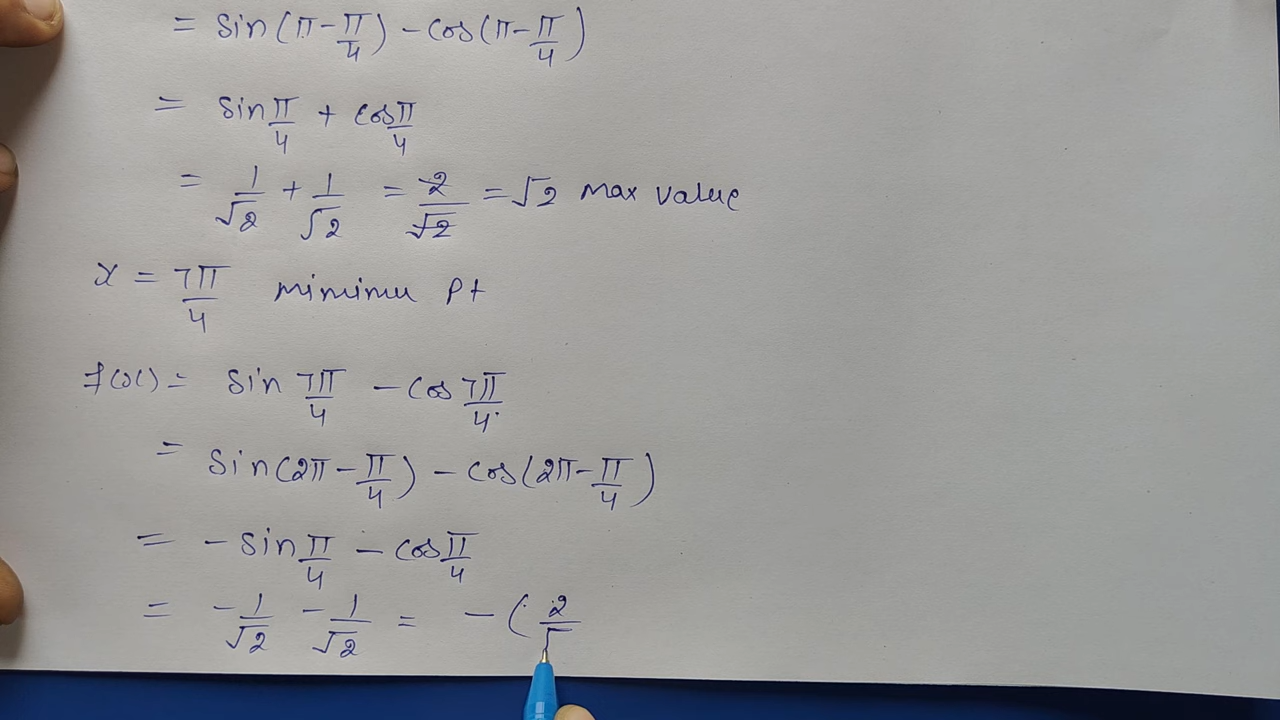 = sin(π-π/4) - cos(π-π/4)
= sin π/4 + cos π/4
= 1/√2 + 1/√2 = 2/√2 = √2 max value
x = 7π/4 minimu pt
f(x) = sin 7π/4 - cos 7π/4
= sin(2π-π/4) - cos(2π-π/4)
= - sin π/4 - cos π/4
= -1/√2 - 1/√2 = - (2/√